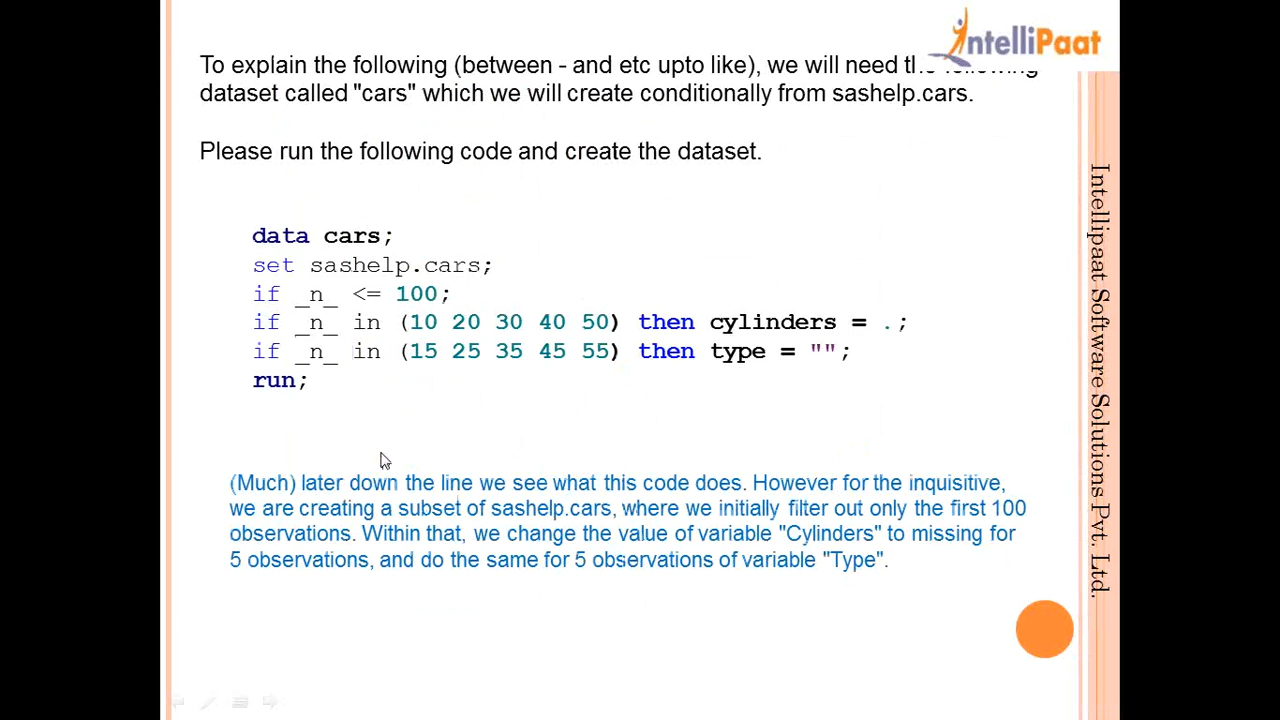 IntelliPaat
To explain the following (between - and etc upto like), we will need the following
dataset called "cars" which we will create conditionally from sashelp.cars.
Please run the following code and create the dataset.
data cars;
set sashelp.cars;
if _n_ <= 100;
if _n_ in (10 20 30 40 50) then cylinders = .;
if _n_ in (15 25 35 45 55) then type = "";
run;
(Much) later down the line we see what this code does. However for the inquisitive,
we are creating a subset of sashelp.cars, where we initially filter out only the first 100
observations. Within that, we change the value of variable "Cylinders" to missing for
5 observations, and do the same for 5 observations of variable "Type".
Intellipaat Software Solutions Pvt. Ltd.